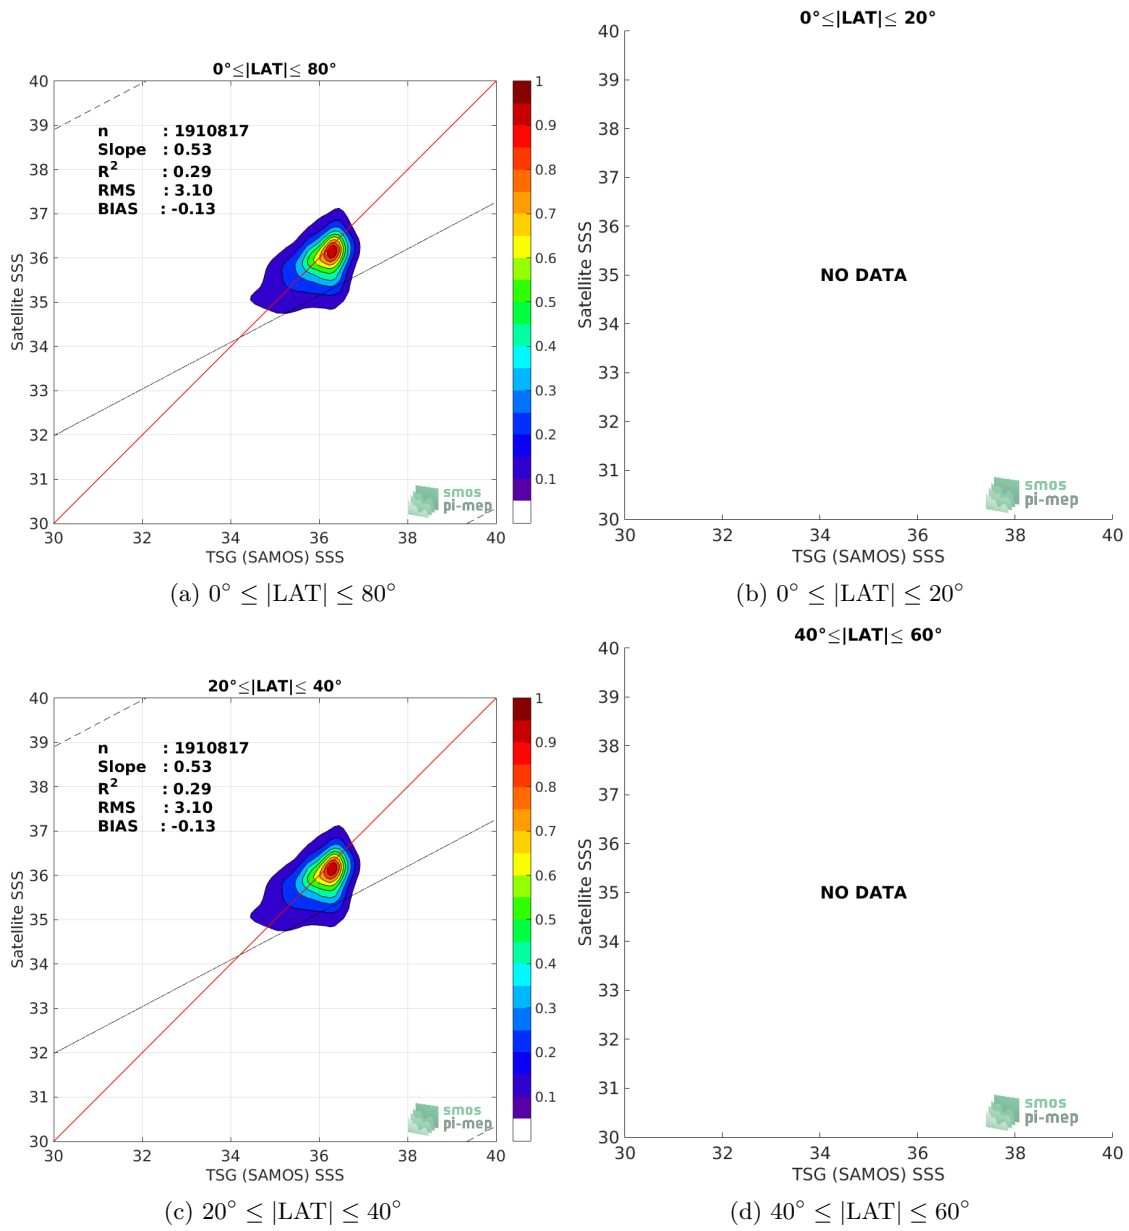 0°≤|LAT|≤ 80°
40
39
38
37
36
35
34
33
32
31
30
Satellite SSS
n : 1910817
Slope : 0.53
R² : 0.29
RMS : 3.10
BIAS : -0.13
1
0.9
0.8
0.7
0.6
0.5
0.4
0.3
0.2
0.1
smos
pi-mep
30 32 34 36 38 40
TSG (SAMOS) SSS
(a) 0° ≤ |LAT| ≤ 80°
0°≤|LAT|≤ 20°
40
39
38
37
36
35
34
33
32
31
30
Satellite SSS
NO DATA
smos
pi-mep
30 32 34 36 38 40
TSG (SAMOS) SSS
(b) 0° ≤ |LAT| ≤ 20°
20°≤|LAT|≤ 40°
40
39
38
37
36
35
34
33
32
31
30
Satellite SSS
n : 1910817
Slope : 0.53
R² : 0.29
RMS : 3.10
BIAS : -0.13
1
0.9
0.8
0.7
0.6
0.5
0.4
0.3
0.2
0.1
smos
pi-mep
30 32 34 36 38 40
TSG (SAMOS) SSS
(c) 20° ≤ |LAT| ≤ 40°
40°≤|LAT|≤ 60°
40
39
38
37
36
35
34
33
32
31
30
Satellite SSS
NO DATA
smos
pi-mep
30 32 34 36 38 40
TSG (SAMOS) SSS
(d) 40° ≤ |LAT| ≤ 60°